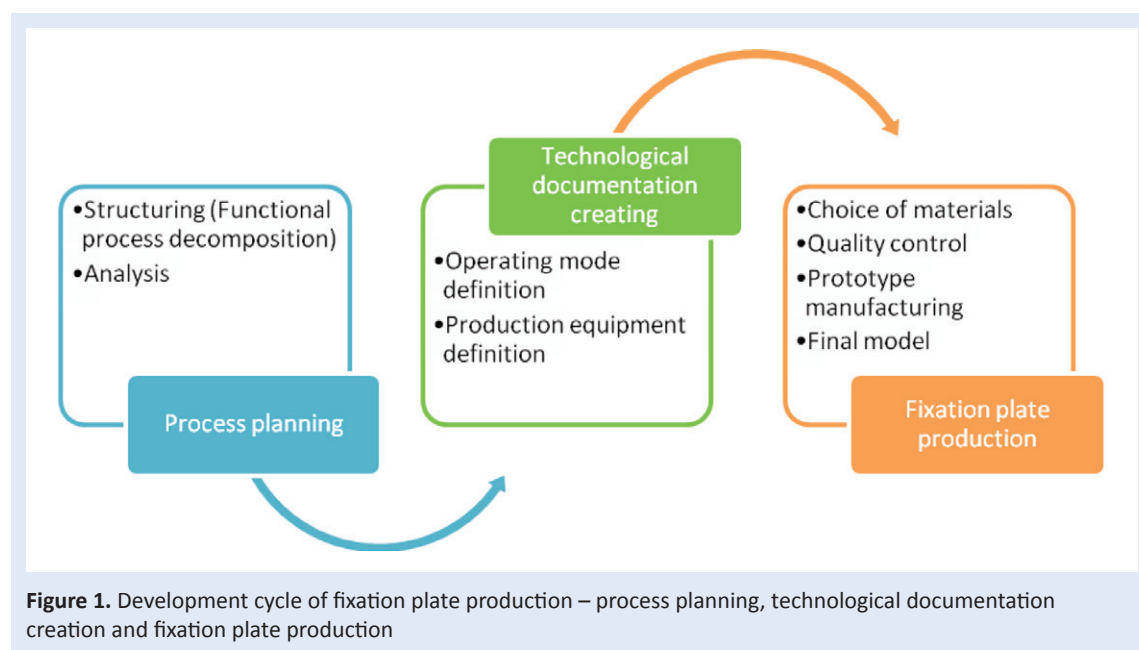 •Structuring (Functional
process decomposition)
•Analysis
Process planning
Technological
documentation
creating
•Operating mode
definition
•Production equipment
definition
•Choice of materials
•Quality control
•Prototype
manufacturing
•Final model
Fixation plate
production
Figure 1. Development cycle of fixation plate production – process planning, technological documentation
creation and fixation plate production